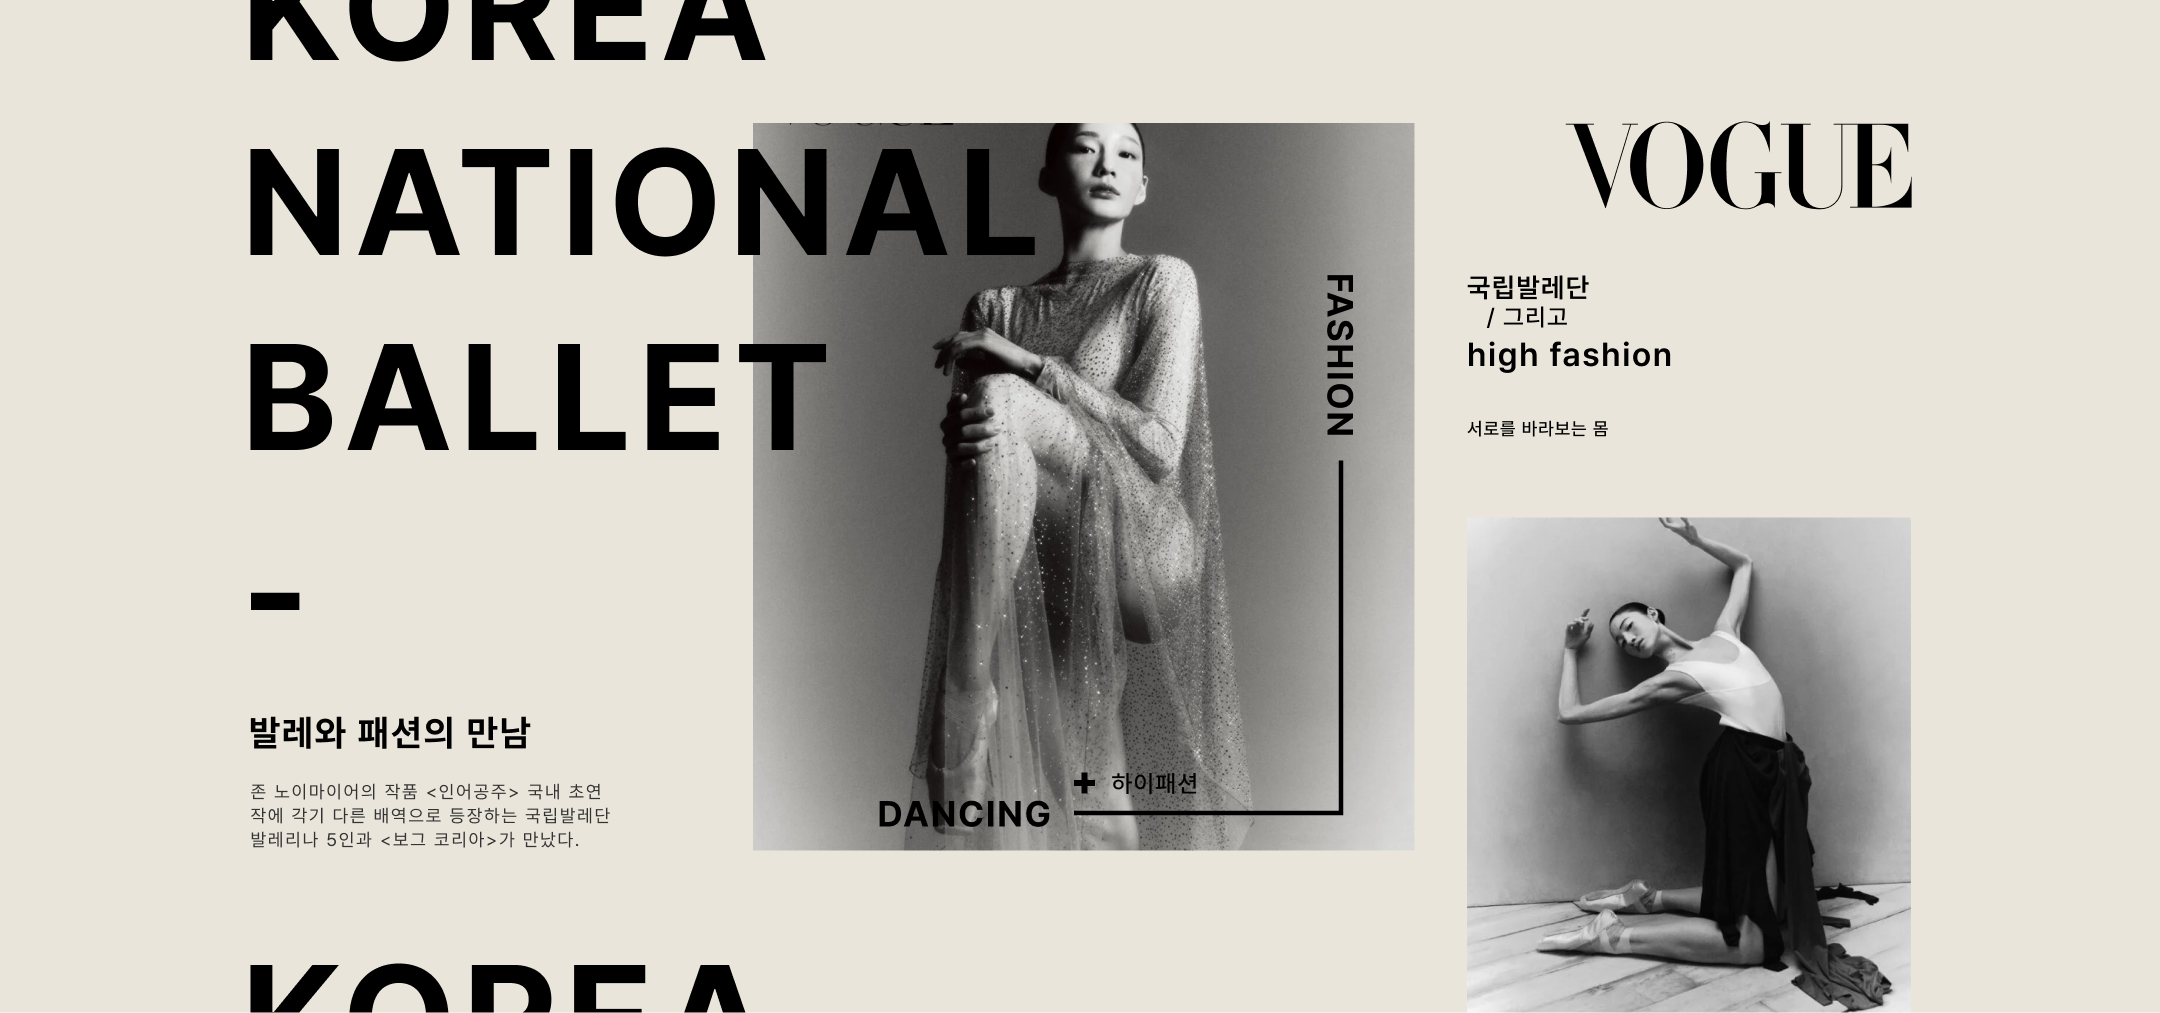 KOREA
NATIONAL
BALLET
-
발레와 패션의 만남
존 노이마이어의 작품 <인어공주> 국내 초연
작에 각기 다른 배역으로 등장하는 국립발레단
발레리나 5인과 <보그 코리아>가 만났다.
KOREA
VOGUE
FASHION
+ 하이패션
DANCING
VOGUE
국립발레단
/ 그리고
high fashion
서로를 바라보는 몸